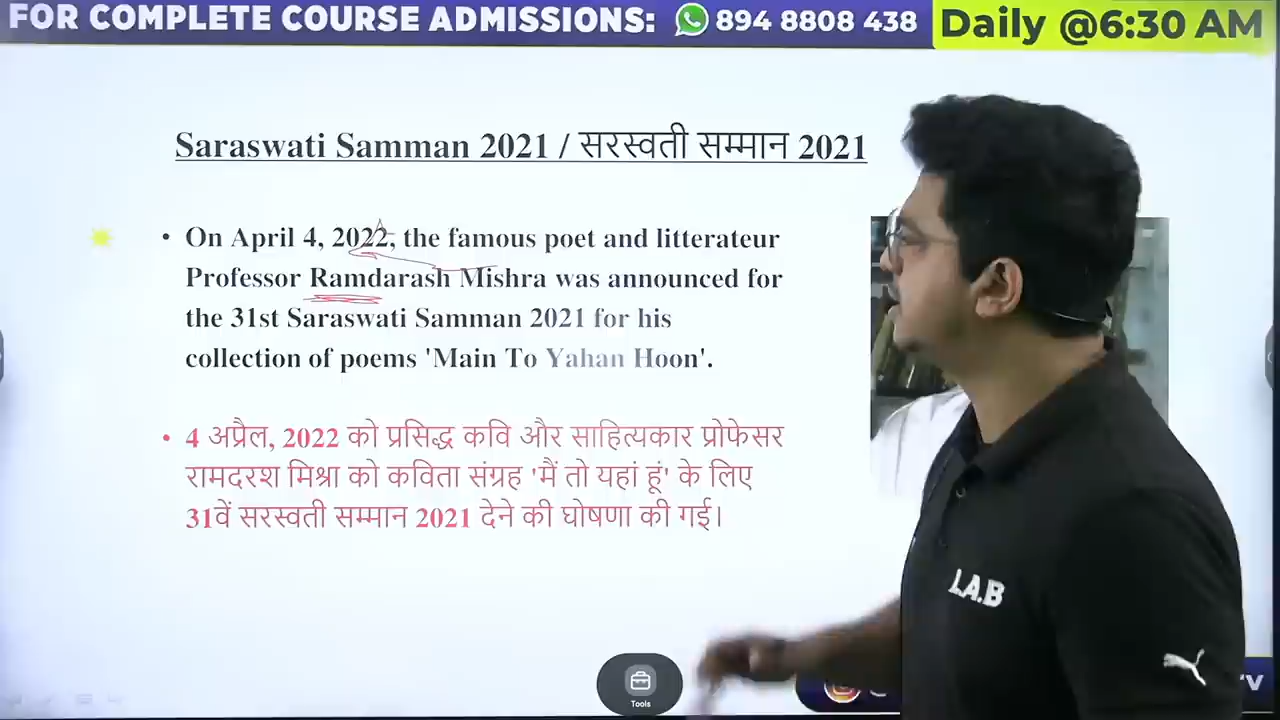 FOR COMPLETE COURSE ADMISSIONS: 894 8808 438 Daily @6:30 AM
Saraswati Samman 2021 / सरस्वती सम्मान 2021
• On April 4, 2022, the famous poet and litterateur
Professor Ramdarash Mishra was announced for
the 31st Saraswati Samman 2021 for his
collection of poems 'Main To Yahan Hoon'.
• 4 अप्रैल, 2022 को प्रसिद्ध कवि और साहित्यकार प्रोफेसर
रामदरश मिश्रा को कविता संग्रह 'मैं तो यहां हूं' के लिए
31वें सरस्वती सम्मान 2021 देने की घोषणा की गई।
L.A.B
Tools